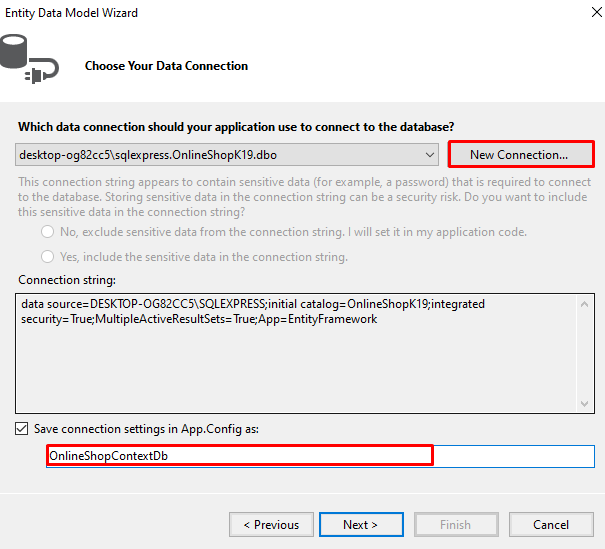 Entity Data Model Wizard
Choose Your Data Connection
Which data connection should your application use to connect to the database?
desktop-og82cc5\sqlexpress.OnlineShopK19.dbo
New Connection...
This connection string appears to contain sensitive data (for example, a password) that is required to connect
to the database. Storing sensitive data in the connection string can be a security risk. Do you want to include
this sensitive data in the connection string?
No, exclude sensitive data from the connection string. I will set it in my application code.
Yes, include the sensitive data in the connection string.
Connection string:
data source=DESKTOP-OG82CC5\SQLEXPRESS;initial catalog=OnlineShopK19;integrated
security=True;MultipleActiveResultSets=True;App=EntityFramework
Save connection settings in App.Config as:
OnlineShopContextDb
< Previous
Next >
Finish
Cancel